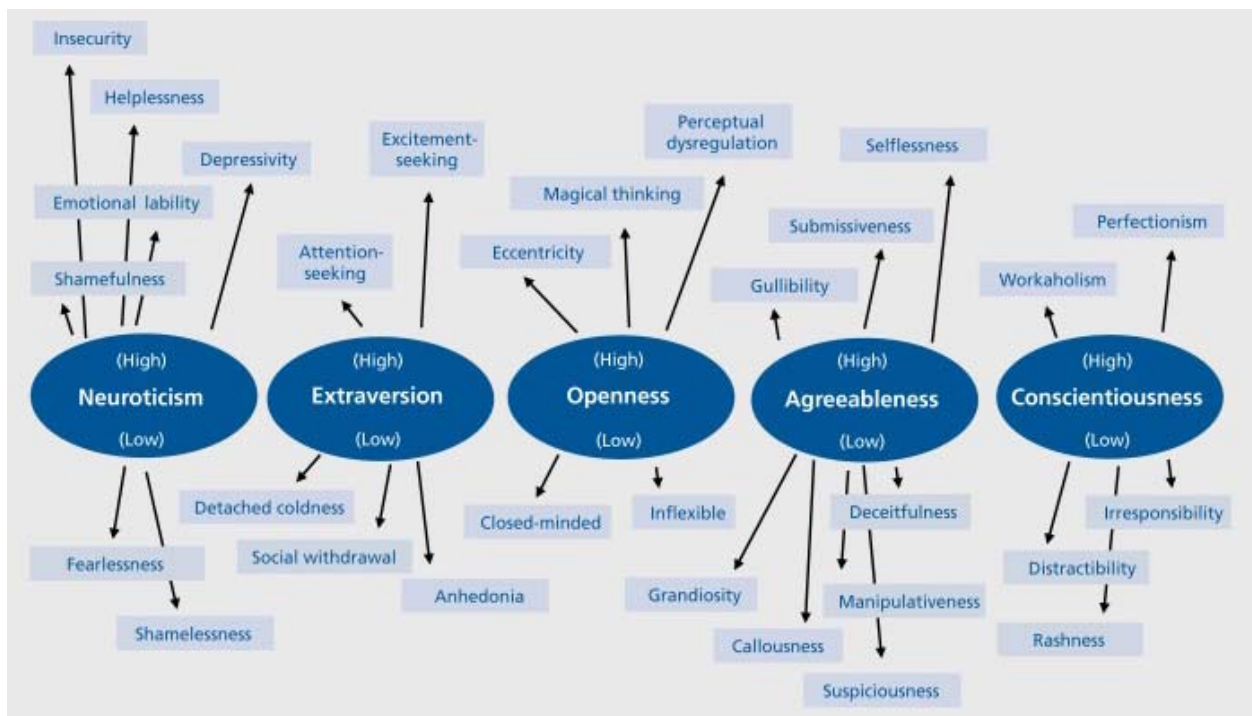 Insecurity
Helplessness
Depressivity
Emotional lability
Shamefulness
Excitement-
seeking
Attention-
seeking
Perceptual
dysregulation
Magical thinking
Eccentricity
Selflessness
Submissiveness
Gullibility
Perfectionism
Workaholism
(High)
Neuroticism
(Low)
(High)
Extraversion
(Low)
(High)
Openness
(Low)
(High)
Agreeableness
(Low)
(High)
Conscientiousness
(Low)
Fearlessness
Shamelessness
Detached coldness
Social withdrawal
Anhedonia
Closed-minded
Inflexible
Deceitfulness
Grandiosity
Manipulativeness
Callousness
Suspiciousness
Irresponsibility
Distractibility
Rashness